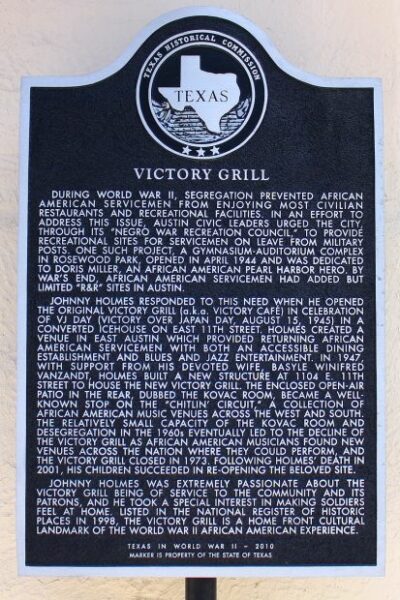 TEXAS HISTORICAL COMMISSION
TEXAS
VICTORY GRILL
DURING WORLD WAR II, SEGREGATION PREVENTED AFRICAN
AMERICAN SERVICEMEN FROM ENJOYING MOST CIVILIAN
RESTAURANTS AND RECREATIONAL FACILITIES. IN AN EFFORT TO
ADDRESS THIS ISSUE, AUSTIN CIVIC LEADERS URGED THE CITY,
THROUGH ITS “NEGRO WAR RECREATION COUNCIL,” TO PROVIDE
RECREATIONAL SITES FOR SERVICEMEN ON LEAVE FROM MILITARY
POSTS. ONE SUCH PROJECT, A GYMNASIUM-AUDITORIUM COMPLEX
IN ROSEWOOD PARK, OPENED IN APRIL 1944 AND WAS DEDICATED
TO DORIS MILLER, AN AFRICAN AMERICAN PEARL HARBOR HERO. BY
WAR'S END, AFRICAN AMERICAN SERVICEMEN HAD ADDED BUT
LIMITED “R&R” SITES IN AUSTIN.
JOHNNY HOLMES RESPONDED TO THIS NEED WHEN HE OPENED
THE ORIGINAL VICTORY GRILL (a.k.a. VICTORY CAFÉ) IN CELEBRATION
OF VJ DAY (VICTORY OVER JAPAN DAY, AUGUST 15, 1945) IN A
CONVERTED ICEHOUSE ON EAST 11TH STREET. HOLMES CREATED A
VENUE IN EAST AUSTIN WHICH PROVIDED RETURNING AFRICAN
AMERICAN SERVICEMEN WITH BOTH AN ACCESSIBLE DINING
ESTABLISHMENT AND BLUES AND JAZZ ENTERTAINMENT. IN 1947,
WITH SUPPORT FROM HIS DEVOTED WIFE, BASYLE WINIFRED
VANZANDT, HOLMES BUILT A NEW STRUCTURE AT 1104 E. 11TH
STREET TO HOUSE THE NEW VICTORY GRILL. THE ENCLOSED OPEN-AIR
PATIO IN THE REAR, DUBBED THE KOVAC ROOM, BECAME A WELL-
KNOWN STOP ON THE “CHITLIN' CIRCUIT,” A COLLECTION OF
AFRICAN AMERICAN MUSIC VENUES ACROSS THE WEST AND SOUTH.
THE RELATIVELY SMALL CAPACITY OF THE KOVAC ROOM AND
DESEGREGATION IN THE 1960s EVENTUALLY LED TO THE DECLINE OF
THE VICTORY GRILL AS AFRICAN AMERICAN MUSICIANS FOUND NEW
VENUES ACROSS THE NATION WHERE THEY COULD PERFORM, AND
THE VICTORY GRILL CLOSED IN 1973. FOLLOWING HOLMES' DEATH IN
2001, HIS CHILDREN SUCCEEDED IN RE-OPENING THE BELOVED SITE.
JOHNNY HOLMES WAS EXTREMELY PASSIONATE ABOUT THE
VICTORY GRILL BEING OF SERVICE TO THE COMMUNITY AND ITS
PATRONS, AND HE TOOK A SPECIAL INTEREST IN MAKING SOLDIERS
FEEL AT HOME. LISTED IN THE NATIONAL REGISTER OF HISTORIC
PLACES IN 1998, THE VICTORY GRILL IS A HOME FRONT CULTURAL
LANDMARK OF THE WORLD WAR II AFRICAN AMERICAN EXPERIENCE.
TEXAS IN WORLD WAR II – 2010
MARKER IS PROPERTY OF THE STATE OF TEXAS